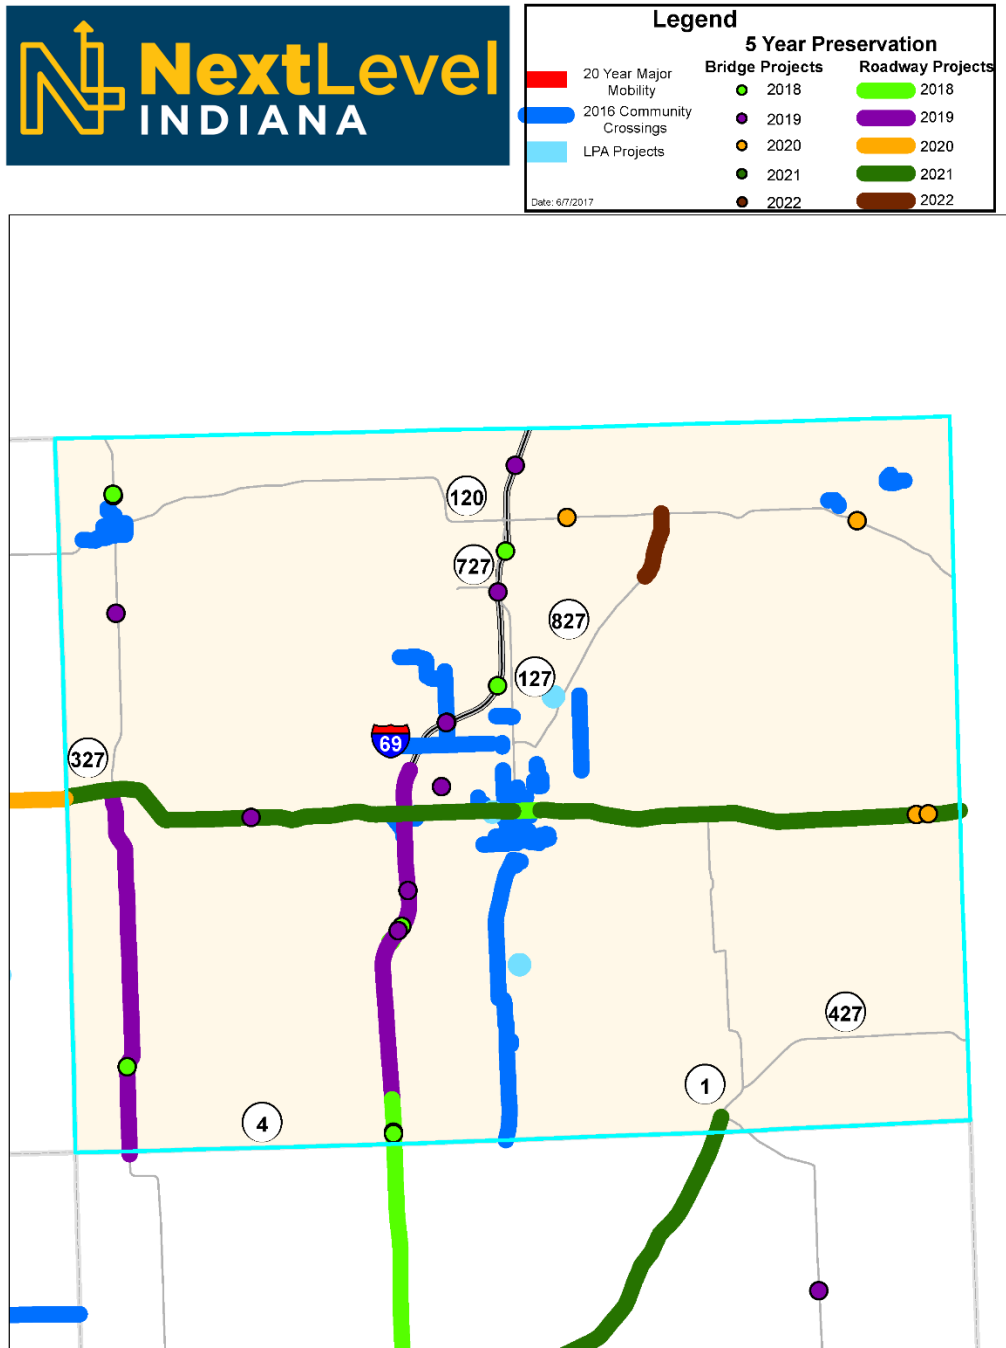 NextLevel
INDIANA
Legend
5 Year Preservation
Bridge Projects
Roadway Projects
20 Year Major
Mobility
2016 Community
Crossings
LPA Projects
2018
2019
2020
2021
2022
2018
2019
2020
2021
2022
Date: 6/7/2017
120
727
827
127
69
327
427
1
4